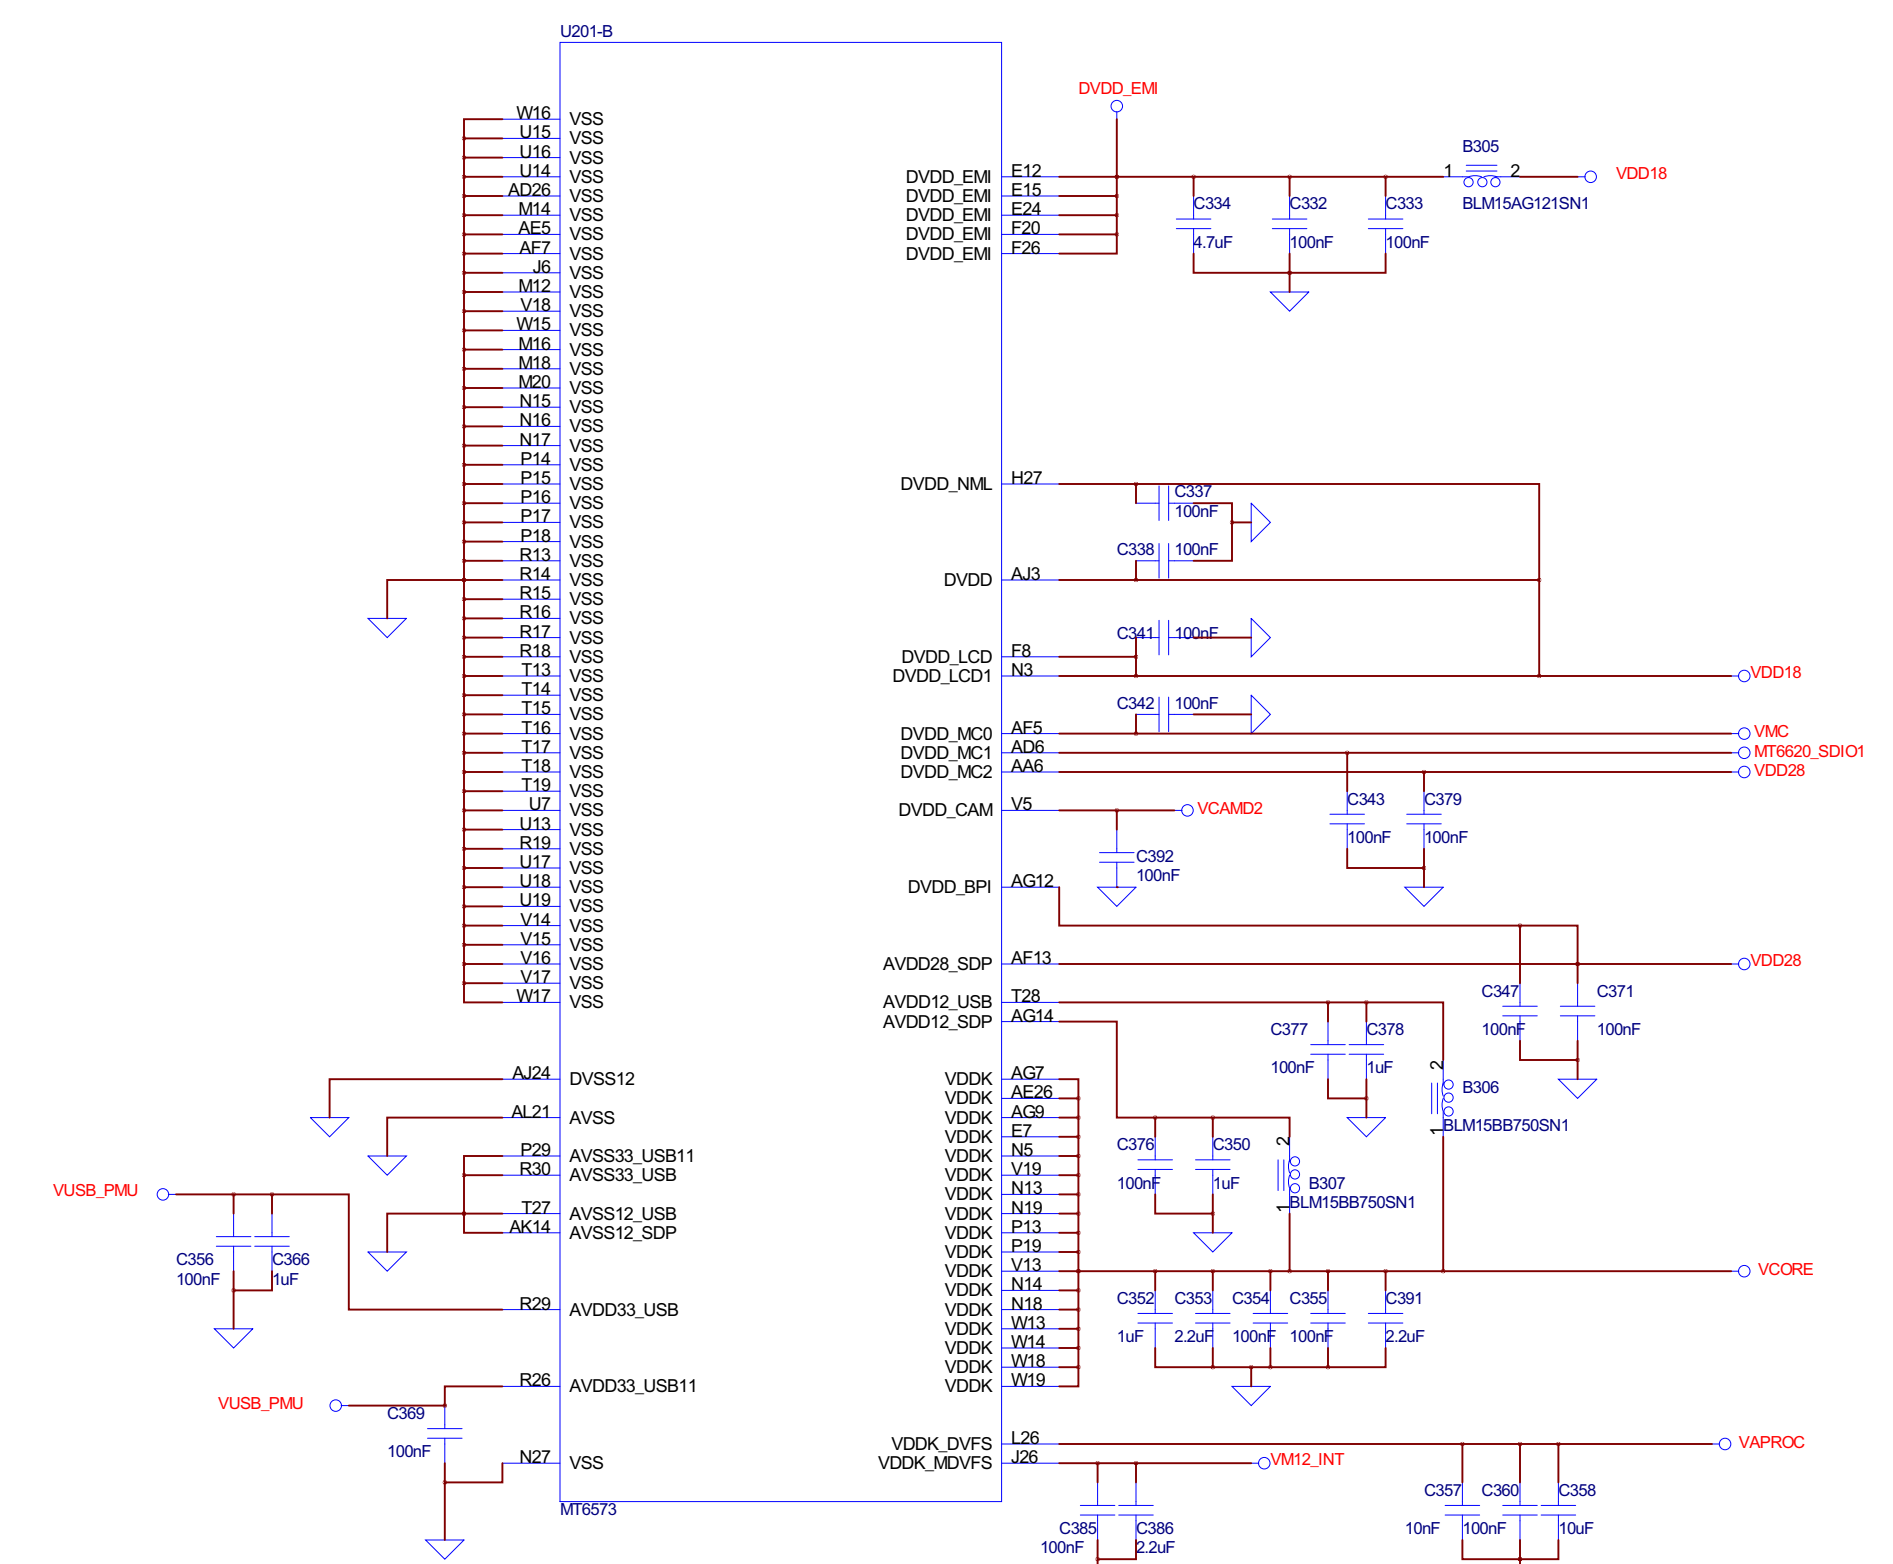 U201-B
W16 VSS
U15 VSS
U16 VSS
U14 VSS
AD26 VSS
M14 VSS
AE5 VSS
AF7 VSS
J6 VSS
M12 VSS
V18 VSS
W15 VSS
M16 VSS
M18 VSS
M20 VSS
N15 VSS
N16 VSS
N17 VSS
P14 VSS
P15 VSS
P16 VSS
P17 VSS
P18 VSS
R13 VSS
R14 VSS
R15 VSS
R16 VSS
R17 VSS
R18 VSS
T13 VSS
T14 VSS
T15 VSS
T16 VSS
T17 VSS
T18 VSS
T19 VSS
U7 VSS
U13 VSS
R19 VSS
U17 VSS
U18 VSS
U19 VSS
V14 VSS
V15 VSS
V16 VSS
V17 VSS
W17 VSS
AJ24 DVSS12
AL21 AVSS
P29 AVSS33_USB11
R30 AVSS33_USB
T27 AVSS12_USB
AK14 AVSS12_SDP
VUSB_PMU
C356
100nF
C366
1uF
R29 AVDD33_USB
R26 AVDD33_USB11
VUSB_PMU
C369
100nF
N27 VSS
MT6573
DVDD_EMI
DVDD_EMI E12
DVDD_EMI E15
DVDD_EMI E24
DVDD_EMI F20
DVDD_EMI F26
C334
4.7uF
C332
100nF
C333
100nF
B305
1 2
BLM15AG121SN1
VDD18
DVDD_NML H27
C337
100nF
C338 100nF
DVDD AJ3
C341 100nF
DVDD_LCD F8
DVDD_LCD1 N3
VDD18
C342 100nF
DVDD_MC0 AF5 VMC
DVDD_MC1 AD6 MT6620_SDIO1
DVDD_MC2 AA6 VDD28
C343
100nF
C379
100nF
DVDD_CAM V5 VCAMD2
C392
100nF
DVDD_BPI AG12
AVDD28_SDP AF13 VDD28
C347
100nF
C371
100nF
AVDD12_USB T28
AVDD12_SDP AG14
C377
100nF
C378
1uF
2
B306
1
BLM15BB750SN1
C376
100nF
C350
1uF
2
B307
1
BLM15BB750SN1
VDDK AG7
VDDK AE26
VDDK AG9
VDDK E7
VDDK N5
VDDK V19
VDDK N13
VDDK N19
VDDK P13
VDDK P19
VDDK V13
VDDK N14
VDDK N18
VDDK W13
VDDK W14
VDDK W18
VDDK W19
VCORE
C352
1uF
C353
2.2uF
C354
100nF
C355
100nF
C391
2.2uF
VDDK_DVFS L26 VAPROC
VDDK_MDVFS J26 VM12_INT
C385
100nF
C386
2.2uF
C357
10nF
C360
100nF
C358
10uF